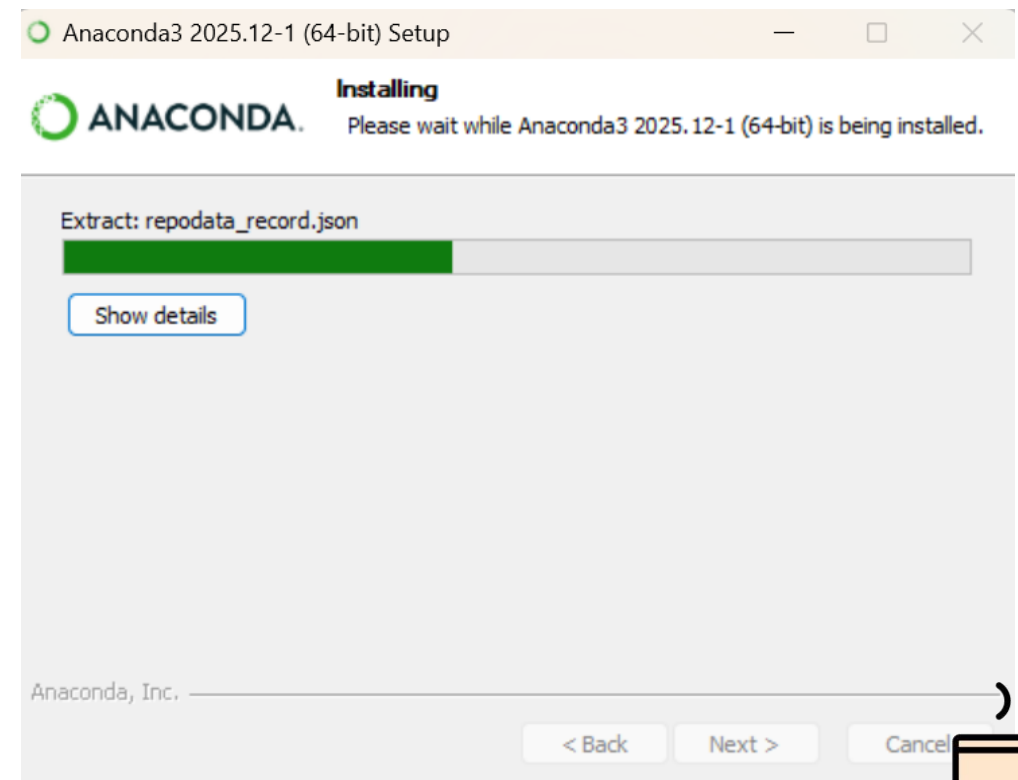 Anaconda3 2025.12-1 (64-bit) Setup
ANACONDA.
Installing
Please wait while Anaconda3 2025.12-1 (64-bit) is being installed.
Extract: repodata_record.json
Show details
Anaconda, Inc.
< Back
Next >
Cancel